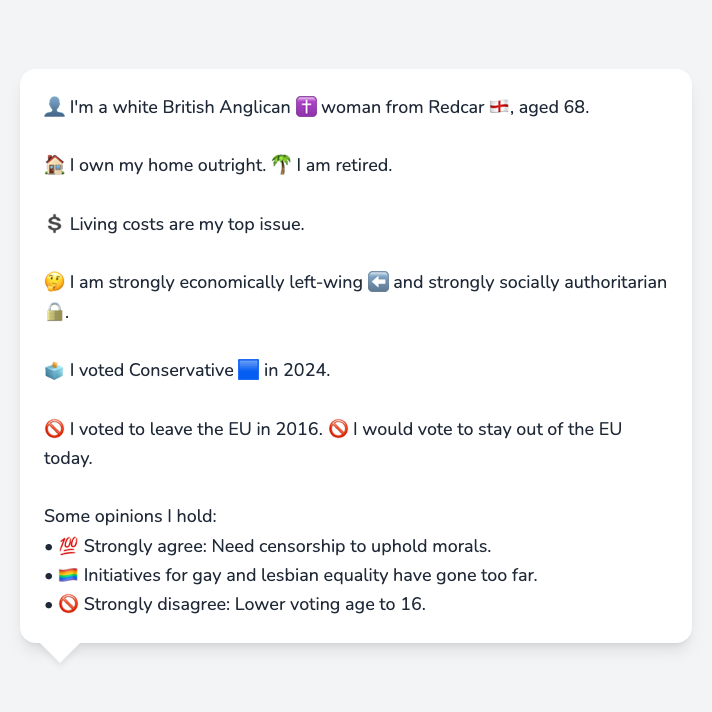 👤 I'm a white British Anglican ✝️ woman from Redcar 🏴󠁧󠁢󠁥󠁮󠁧󠁿, aged 68.
🏠 I own my home outright. 🌴 I am retired.
💲 Living costs are my top issue.
🤔 I am strongly economically left-wing ⬅️ and strongly socially authoritarian
🔒.
🗳️ I voted Conservative 🟦 in 2024.
🚫 I voted to leave the EU in 2016. 🚫 I would vote to stay out of the EU
today.
Some opinions I hold:
• 💯 Strongly agree: Need censorship to uphold morals.
• 🏳️‍🌈 Initiatives for gay and lesbian equality have gone too far.
• 🚫 Strongly disagree: Lower voting age to 16.